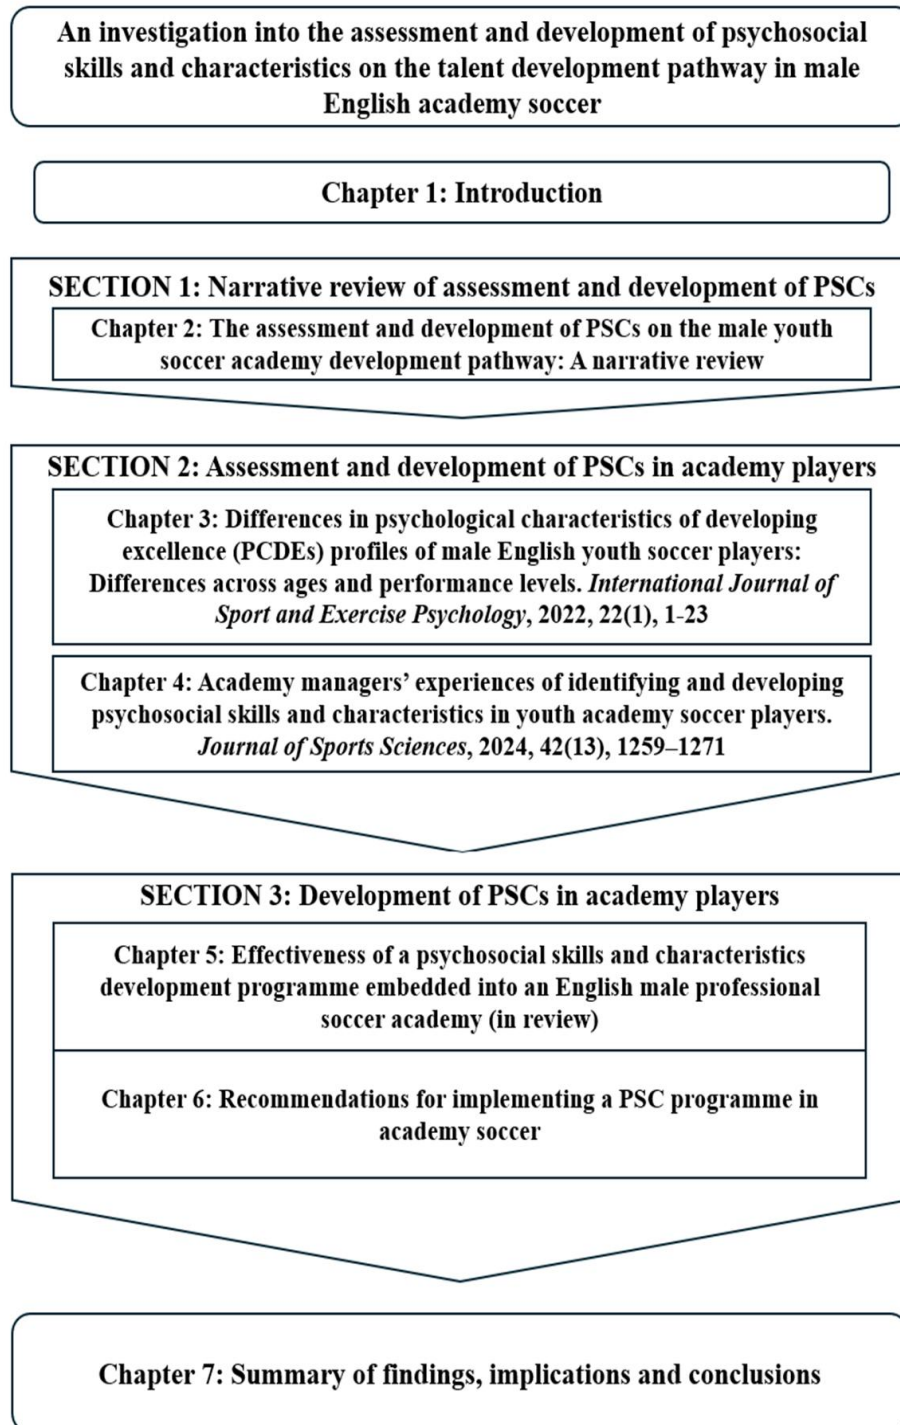 An investigation into the assessment and development of psychosocial
skills and characteristics on the talent development pathway in male
English academy soccer
Chapter 1: Introduction
SECTION 1: Narrative review of assessment and development of PSCs
Chapter 2: The assessment and development of PSCs on the male youth
soccer academy development pathway: A narrative review
SECTION 2: Assessment and development of PSCs in academy players
Chapter 3: Differences in psychological characteristics of developing
excellence (PCDEs) profiles of male English youth soccer players:
Differences across ages and performance levels. International Journal of
Sport and Exercise Psychology, 2022, 22(1), 1-23
Chapter 4: Academy managers’ experiences of identifying and developing
psychosocial skills and characteristics in youth academy soccer players.
Journal of Sports Sciences, 2024, 42(13), 1259–1271
SECTION 3: Development of PSCs in academy players
Chapter 5: Effectiveness of a psychosocial skills and characteristics
development programme embedded into an English male professional
soccer academy (in review)
Chapter 6: Recommendations for implementing a PSC programme in
academy soccer
Chapter 7: Summary of findings, implications and conclusions